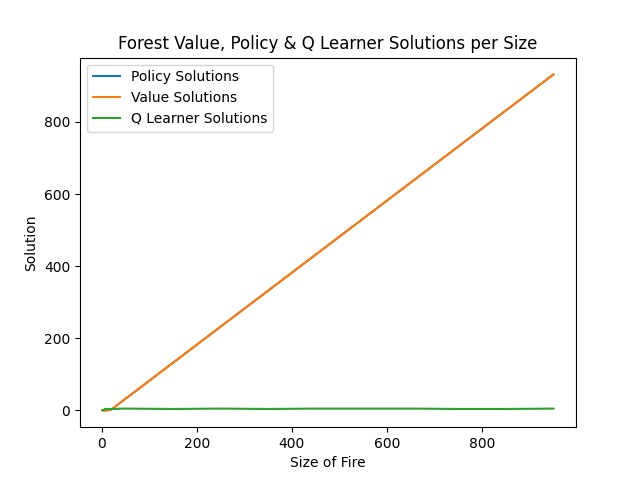 Forest Value, Policy & Q Learner Solutions per Size
Policy Solutions
Value Solutions
Q Learner Solutions
Solution
800
600
400
200
0
0 200 400 600 800
Size of Fire